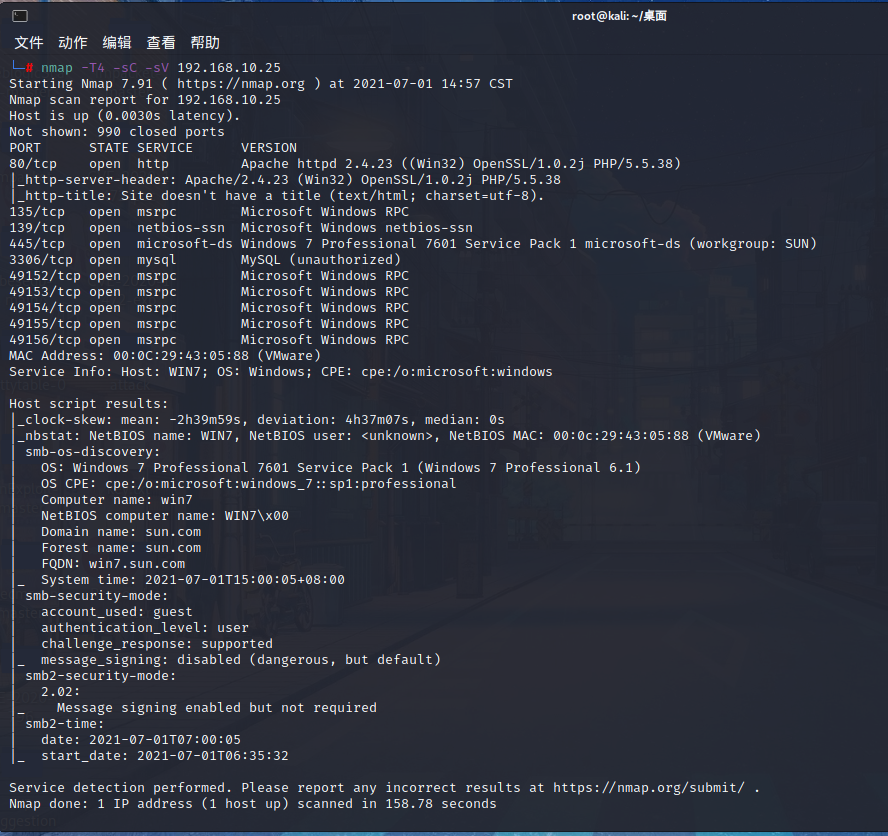 root@kali: ~/桌面
文件 动作 编辑 查看 帮助
└─# nmap -T4 -sC -sV 192.168.10.25
Starting Nmap 7.91 ( https://nmap.org ) at 2021-07-01 14:57 CST
Nmap scan report for 192.168.10.25
Host is up (0.0030s latency).
Not shown: 990 closed ports
PORT      STATE SERVICE      VERSION
80/tcp    open  http         Apache httpd 2.4.23 ((Win32) OpenSSL/1.0.2j PHP/5.5.38)
|_http-server-header: Apache/2.4.23 (Win32) OpenSSL/1.0.2j PHP/5.5.38
|_http-title: Site doesn't have a title (text/html; charset=utf-8).
135/tcp   open  msrpc        Microsoft Windows RPC
139/tcp   open  netbios-ssn  Microsoft Windows netbios-ssn
445/tcp   open  microsoft-ds Windows 7 Professional 7601 Service Pack 1 microsoft-ds (workgroup: SUN)
3306/tcp  open  mysql        MySQL (unauthorized)
49152/tcp open  msrpc        Microsoft Windows RPC
49153/tcp open  msrpc        Microsoft Windows RPC
49154/tcp open  msrpc        Microsoft Windows RPC
49155/tcp open  msrpc        Microsoft Windows RPC
49156/tcp open  msrpc        Microsoft Windows RPC
MAC Address: 00:0C:29:43:05:88 (VMware)
Service Info: Host: WIN7; OS: Windows; CPE: cpe:/o:microsoft:windows
Host script results:
|_clock-skew: mean: -2h39m59s, deviation: 4h37m07s, median: 0s
|_nbstat: NetBIOS name: WIN7, NetBIOS user: <unknown>, NetBIOS MAC: 00:0c:29:43:05:88 (VMware)
| smb-os-discovery:
|   OS: Windows 7 Professional 7601 Service Pack 1 (Windows 7 Professional 6.1)
|   OS CPE: cpe:/o:microsoft:windows_7::sp1:professional
|   Computer name: win7
|   NetBIOS computer name: WIN7\x00
|   Domain name: sun.com
|   Forest name: sun.com
|   FQDN: win7.sun.com
|_  System time: 2021-07-01T15:00:05+08:00
| smb-security-mode:
|   account_used: guest
|   authentication_level: user
|   challenge_response: supported
|_  message_signing: disabled (dangerous, but default)
| smb2-security-mode:
|   2.02:
|_    Message signing enabled but not required
| smb2-time:
|   date: 2021-07-01T07:00:05
|_  start_date: 2021-07-01T06:35:32
Service detection performed. Please report any incorrect results at https://nmap.org/submit/ .
Nmap done: 1 IP address (1 host up) scanned in 158.78 seconds